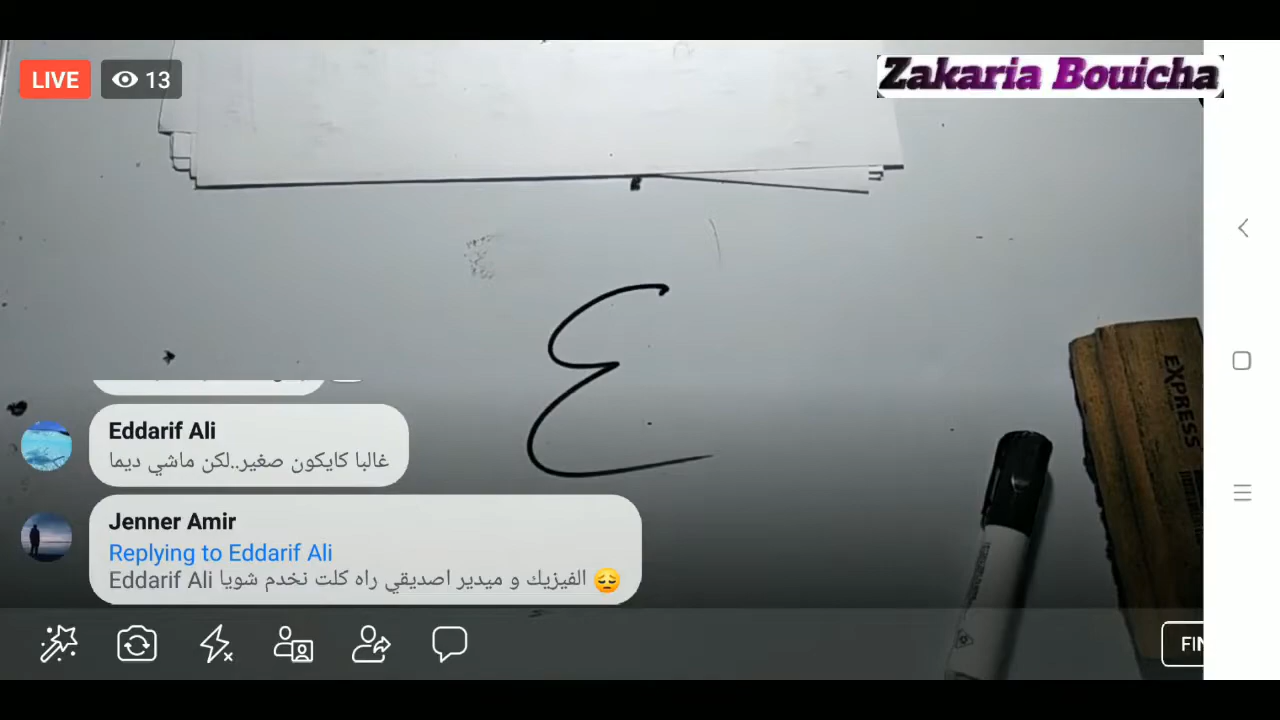 LIVE
13
Zakaria Bouicha
ε
EXPRESS
Eddarif Ali
غالبا كايكون صغير..لكن ماشي ديما
Jenner Amir
Replying to Eddarif Ali
Eddarif Ali الفيزيك و ميدير اصديقي راه كلت نخدم شويا 😔
FIN